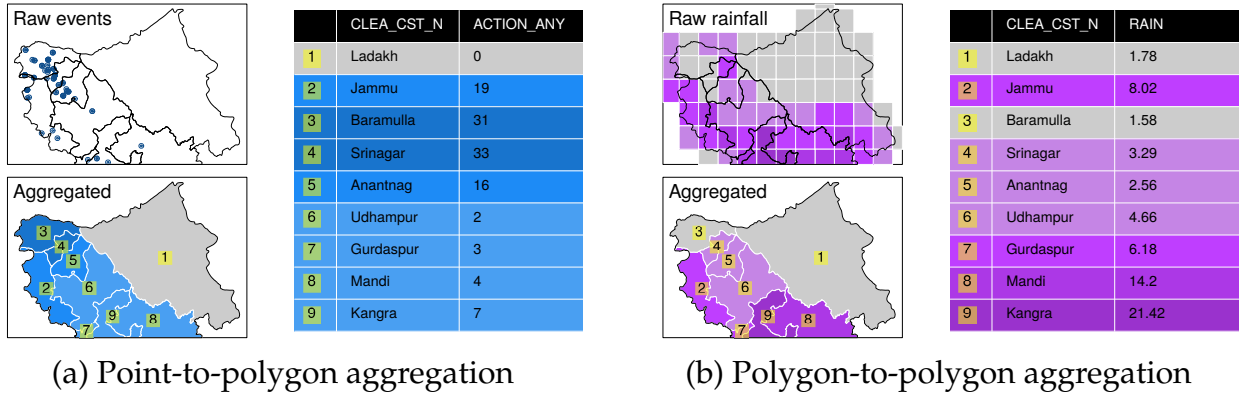 Raw events
Aggregated
3
4
5
2
6
1
9
8
7
CLEA_CST_N ACTION_ANY
1 Ladakh 0
2 Jammu 19
3 Baramulla 31
4 Srinagar 33
5 Anantnag 16
6 Udhampur 2
7 Gurdaspur 3
8 Mandi 4
9 Kangra 7
(a) Point-to-polygon aggregation
Raw rainfall
Aggregated
3
4
5
2
6
1
9
8
7
CLEA_CST_N RAIN
1 Ladakh 1.78
2 Jammu 8.02
3 Baramulla 1.58
4 Srinagar 3.29
5 Anantnag 2.56
6 Udhampur 4.66
7 Gurdaspur 6.18
8 Mandi 14.2
9 Kangra 21.42
(b) Polygon-to-polygon aggregation